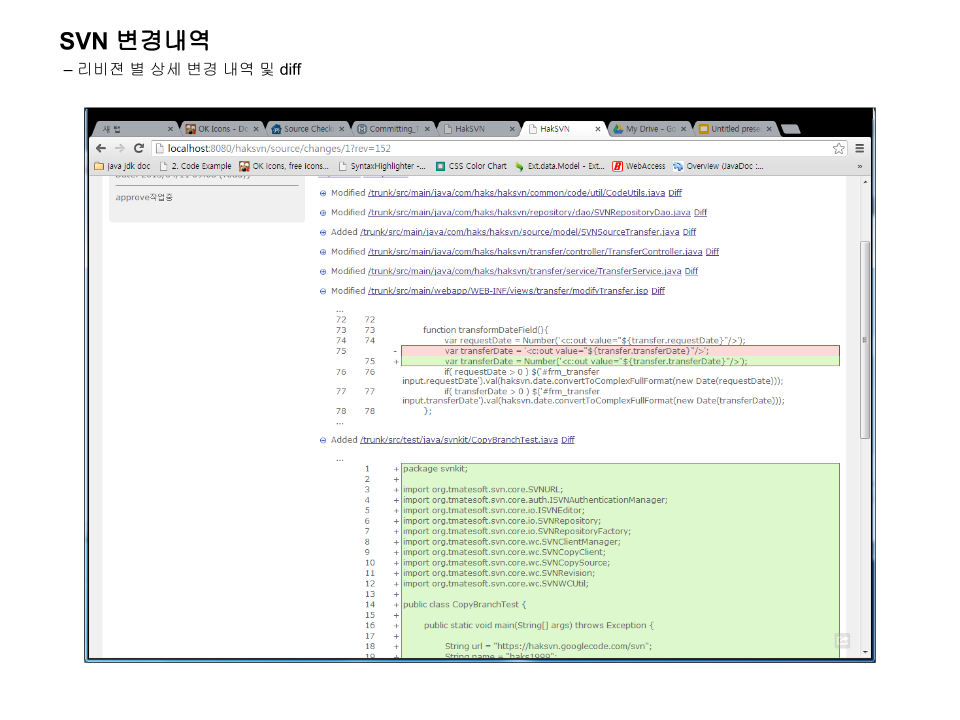 SVN 변경내역
– 리비젼 별 상세 변경 내역 및 diff
새 탭
OK Icons - Dc
Source Checki
Committing_T
HakSVN
HakSVN
My Drive - Go
Untitled prese
localhost:8080/haksvn/source/changes/1?rev=152
Java jdk doc
2. Code Example
OK Icons, free Icons...
SyntaxHighlighter -...
CSS Color Chart
Ext.data.Model - Ext...
WebAccess
Overview (JavaDoc :...
»
approve작업중
Modified /trunk/src/main/java/com/haks/haksvn/common/code/util/CodeUtils.java Diff
Modified /trunk/src/main/java/com/haks/haksvn/repository/dao/SVNRepositoryDao.java Diff
Added /trunk/src/main/java/com/haks/haksvn/source/model/SVNSourceTransfer.java Diff
Modified /trunk/src/main/java/com/haks/haksvn/transfer/controller/TransferController.java Diff
Modified /trunk/src/main/java/com/haks/haksvn/transfer/service/TransferService.java Diff
Modified /trunk/src/main/webapp/WEB-INF/views/transfer/modifyTransfer.jsp Diff
...
72 72
73 73 function transformDateField(){
74 74 var requestDate = Number('<c:out value="${transfer.requestDate}"/>');
75 - var transferDate = '<c:out value="${transfer.transferDate}"/>';
75 + var transferDate = Number('<c:out value="${transfer.transferDate}"/>');
76 76 if( requestDate > 0 ) $('#frm_transfer
input.requestDate').val(haksvn.date.convertToComplexFullFormat(new Date(requestDate)));
77 77 if( transferDate > 0 ) $('#frm_transfer
input.transferDate').val(haksvn.date.convertToComplexFullFormat(new Date(transferDate)));
78 78 };
...
Added /trunk/src/test/java/svnkit/CopyBranchTest.java Diff
...
1 + package svnkit;
2 +
3 + import org.tmatesoft.svn.core.SVNURL;
4 + import org.tmatesoft.svn.core.auth.ISVNAuthenticationManager;
5 + import org.tmatesoft.svn.core.io.ISVNEditor;
6 + import org.tmatesoft.svn.core.io.SVNRepository;
7 + import org.tmatesoft.svn.core.io.SVNRepositoryFactory;
8 + import org.tmatesoft.svn.core.wc.SVNClientManager;
9 + import org.tmatesoft.svn.core.wc.SVNCopyClient;
10 + import org.tmatesoft.svn.core.wc.SVNCopySource;
11 + import org.tmatesoft.svn.core.wc.SVNRevision;
12 + import org.tmatesoft.svn.core.wc.SVNWCUtil;
13 +
14 + public class CopyBranchTest {
15 +
16 + public static void main(String[] args) throws Exception {
17 +
18 + String url = "https://haksvn.googlecode.com/svn";
19 + String name = "haks1999";